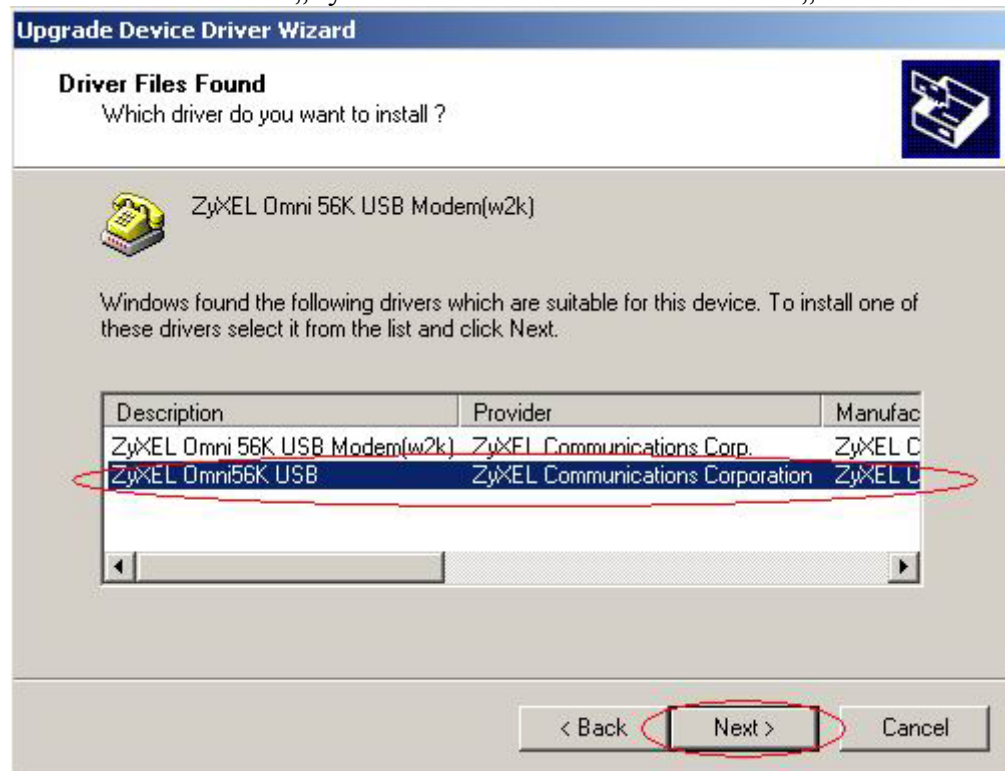 Upgrade Device Driver Wizard
Driver Files Found
Which driver do you want to install ?
ZyXEL Omni 56K USB Modem(w2k)
Windows found the following drivers which are suitable for this device. To install one of
these drivers select it from the list and click Next.
Description Provider Manufac
ZyXEL Omni 56K USB Modem(w2k) ZyXEL Communications Corp. ZyXEL C
ZyXEL Omni56K USB ZyXEL Communications Corporation ZyXEL C
< Back Next > Cancel